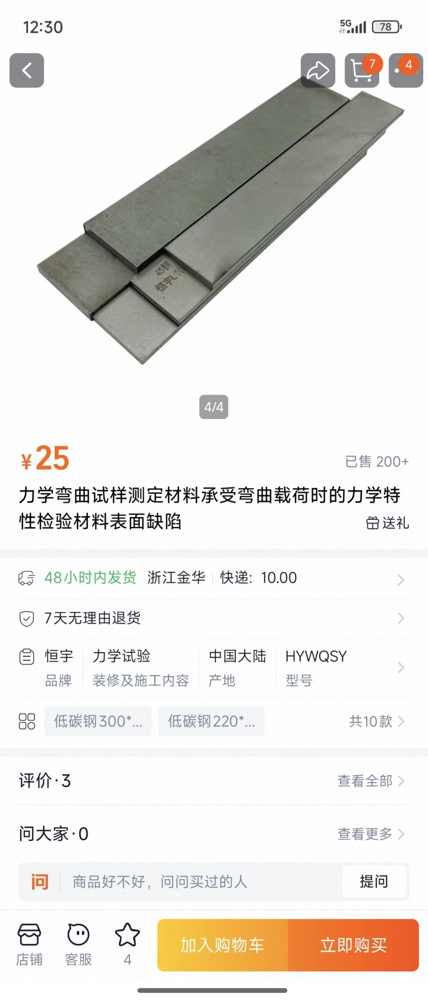 12:30
5G
78
7
4
45钢
恒宇L00
4/4
¥25
已售 200+
力学弯曲试样测定材料承受弯曲载荷时的力学特
性检验材料表面缺陷
送礼
48小时内发货 浙江金华 快递: 10.00
7天无理由退货
恒宇 力学试验 中国大陆 HYWQSY
品牌 装修及施工内容 产地 型号
低碳钢300*... 低碳钢220*... 共10款
评价·3 查看全部
问大家·0 查看更多
问 商品好不好，问问买过的人 提问
店铺 客服 4 加入购物车 立即购买